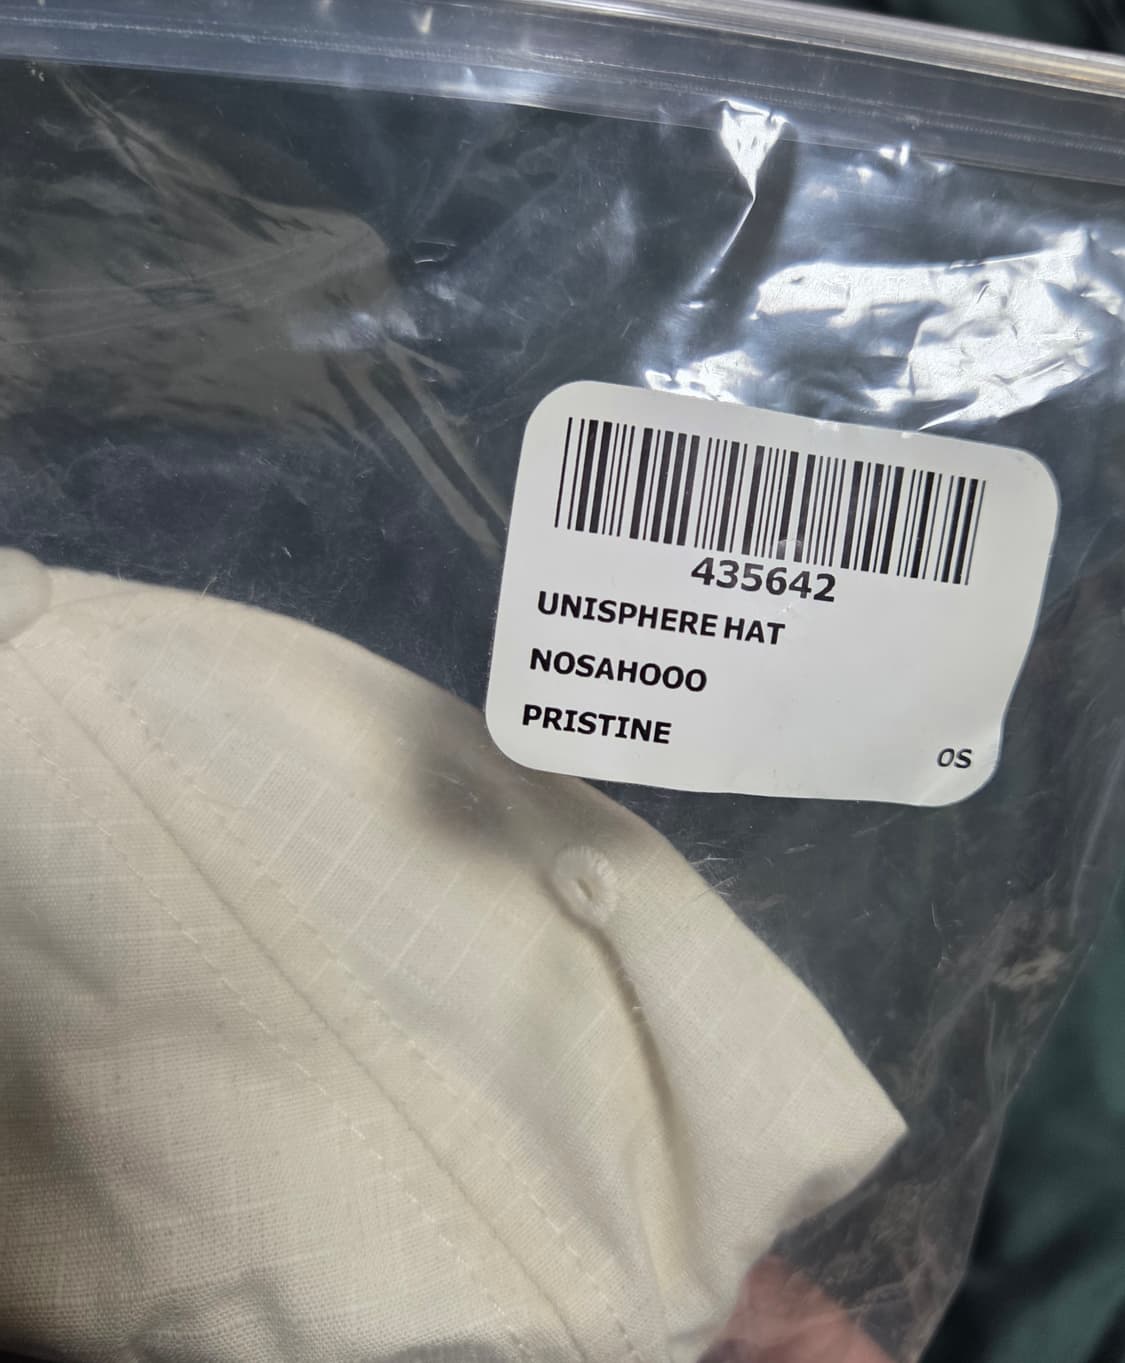 435642
UNISPHERE HAT
NOSAHOOO
PRISTINE
OS